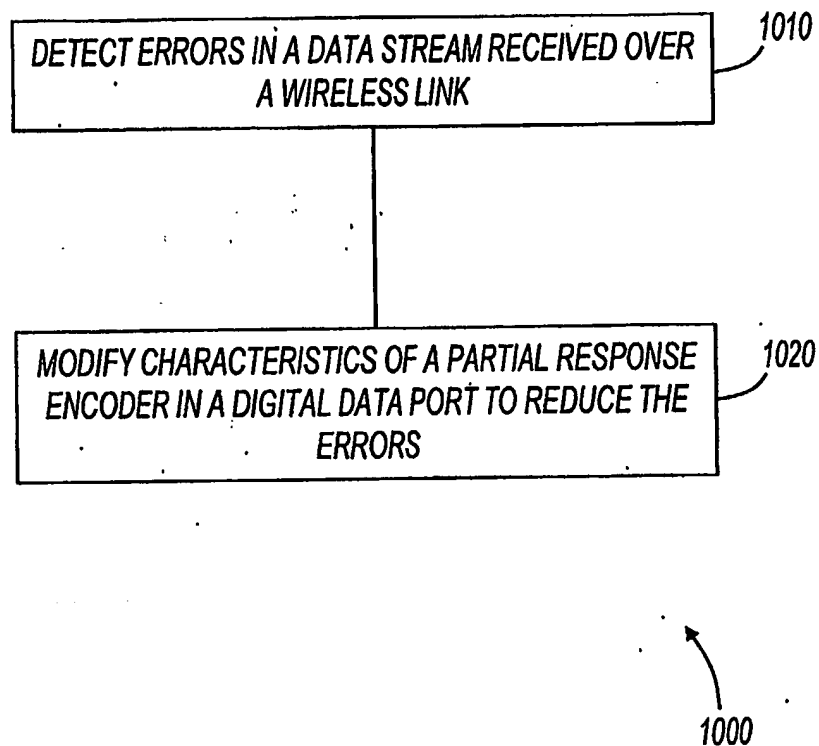 DETECT ERRORS IN A DATA STREAM RECEIVED OVER
A WIRELESS LINK
1010
MODIFY CHARACTERISTICS OF A PARTIAL RESPONSE
ENCODER IN A DIGITAL DATA PORT TO REDUCE THE
ERRORS
1020
1000